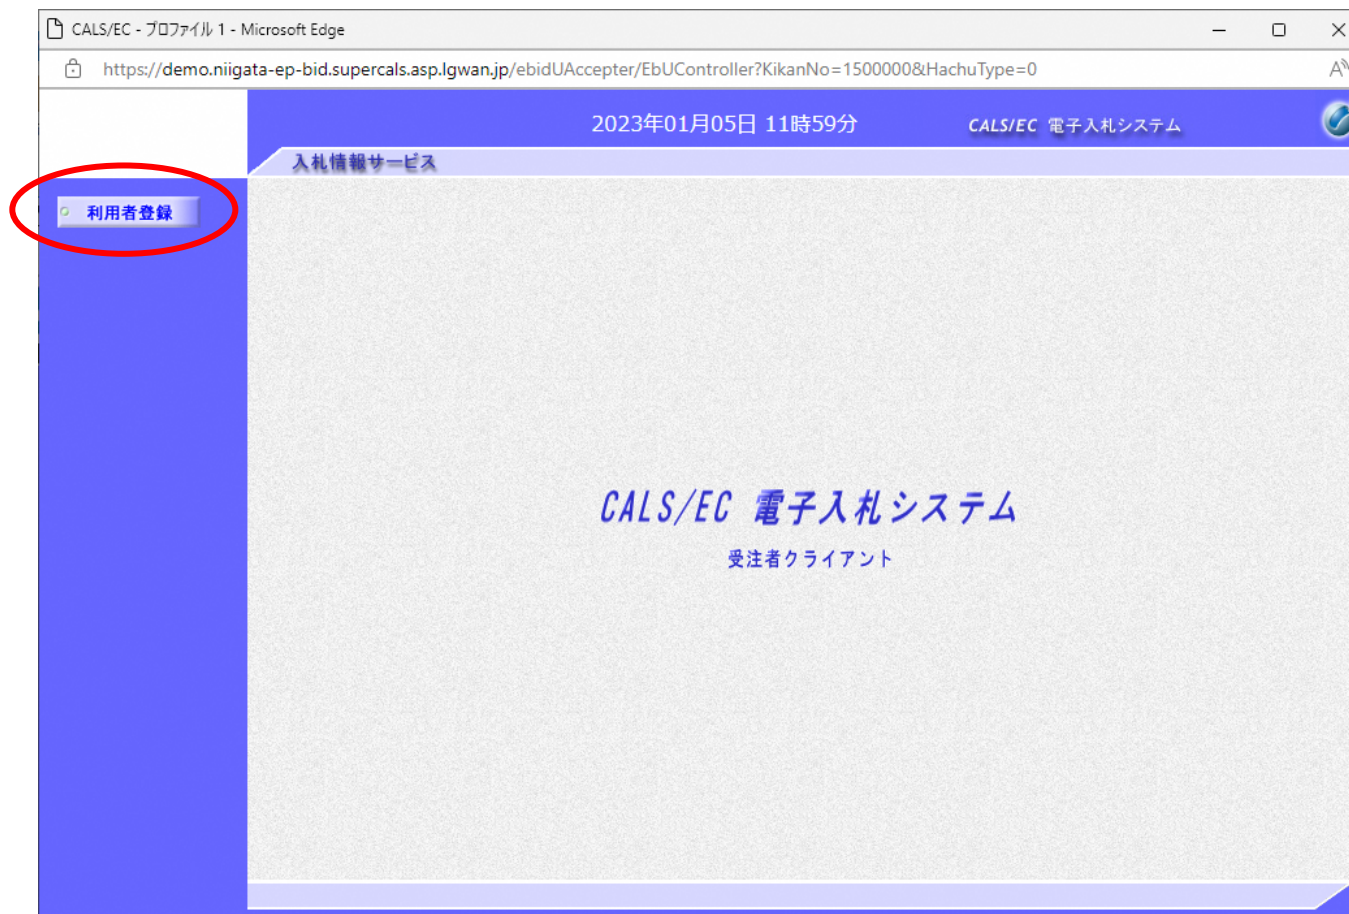 CALS/EC - プロファイル 1 - Microsoft Edge
https://demo.niigata-ep-bid.supercals.asp.lgwan.jp/ebidUAccepter/EbUController?KikanNo=1500000&HachuType=0
2023年01月05日 11時59分
CALS/EC 電子入札システム
入札情報サービス
利用者登録
CALS/EC 電子入札システム
受注者クライアント